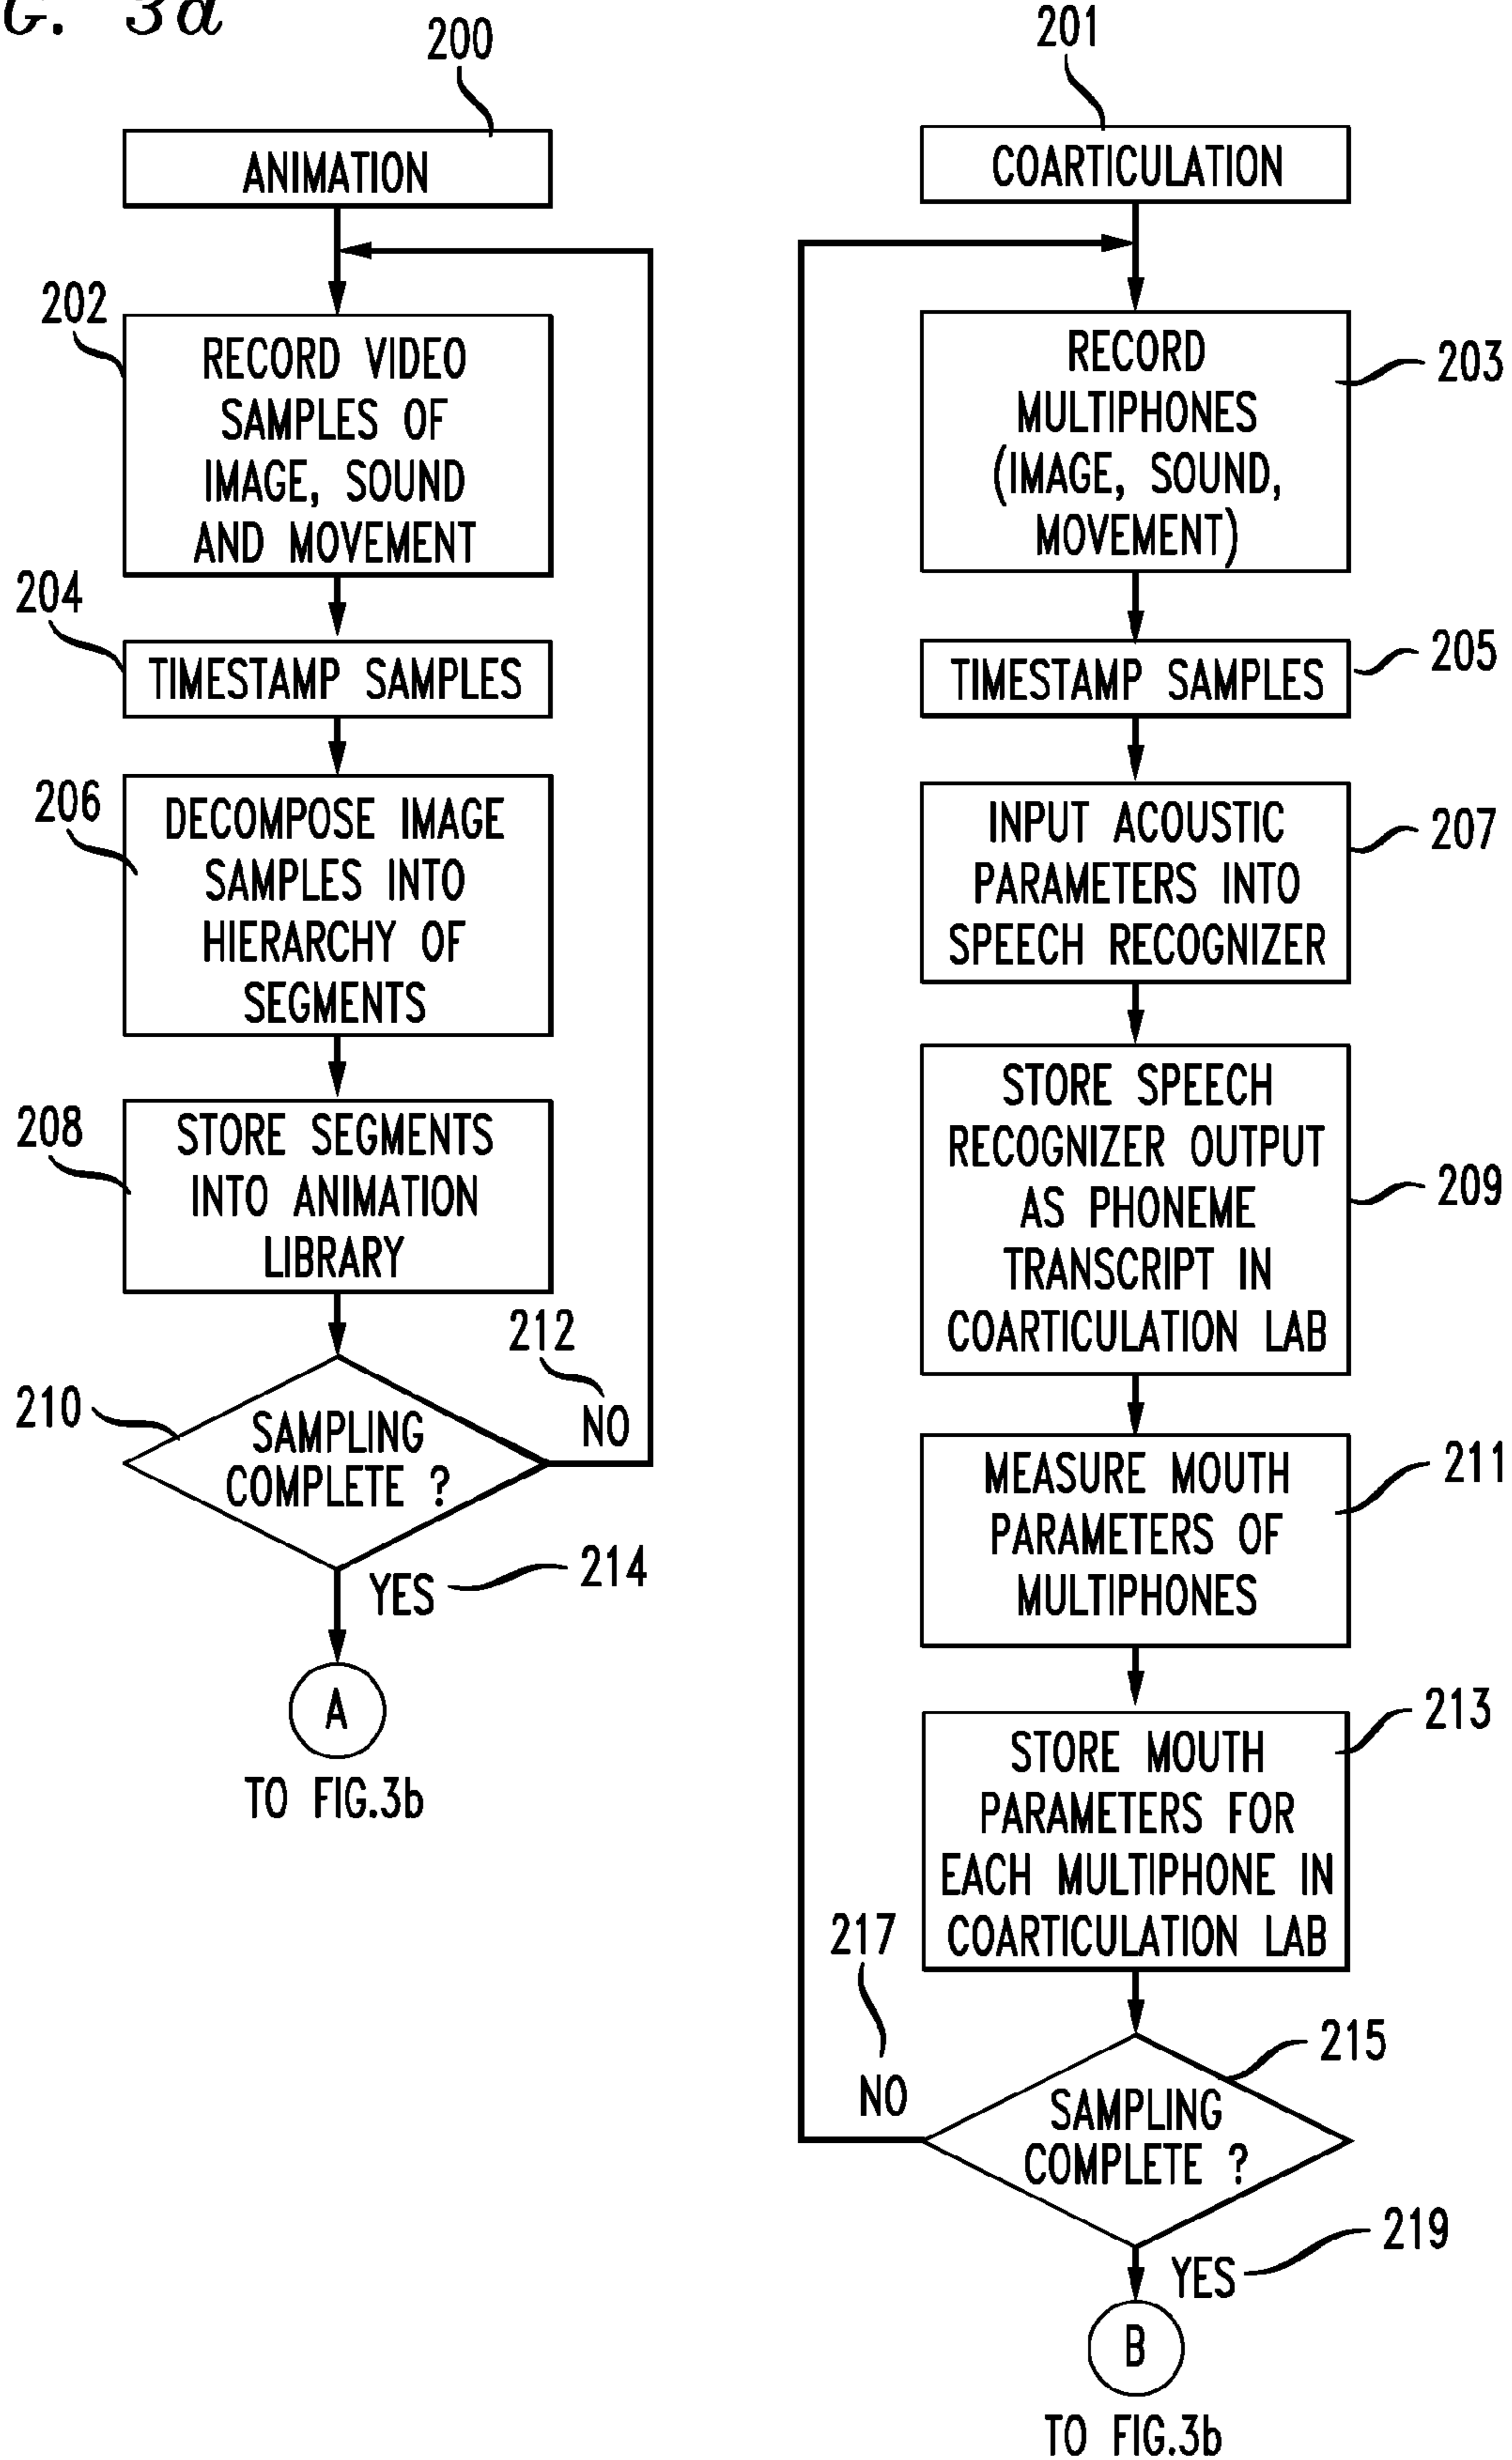 G. 3a
200
ANIMATION
202
RECORD VIDEO
SAMPLES OF
IMAGE, SOUND
AND MOVEMENT
204
TIMESTAMP SAMPLES
206
DECOMPOSE IMAGE
SAMPLES INTO
HIERARCHY OF
SEGMENTS
208
STORE SEGMENTS
INTO ANIMATION
LIBRARY
210
SAMPLING
COMPLETE ?
212
NO
YES
214
A
TO FIG.3b
201
COARTICULATION
RECORD
MULTIPHONES
(IMAGE, SOUND,
MOVEMENT)
203
TIMESTAMP SAMPLES
205
INPUT ACOUSTIC
PARAMETERS INTO
SPEECH RECOGNIZER
207
STORE SPEECH
RECOGNIZER OUTPUT
AS PHONEME
TRANSCRIPT IN
COARTICULATION LAB
209
MEASURE MOUTH
PARAMETERS OF
MULTIPHONES
211
STORE MOUTH
PARAMETERS FOR
EACH MULTIPHONE IN
COARTICULATION LAB
213
217
NO
SAMPLING
COMPLETE ?
215
YES
219
B
TO FIG.3b